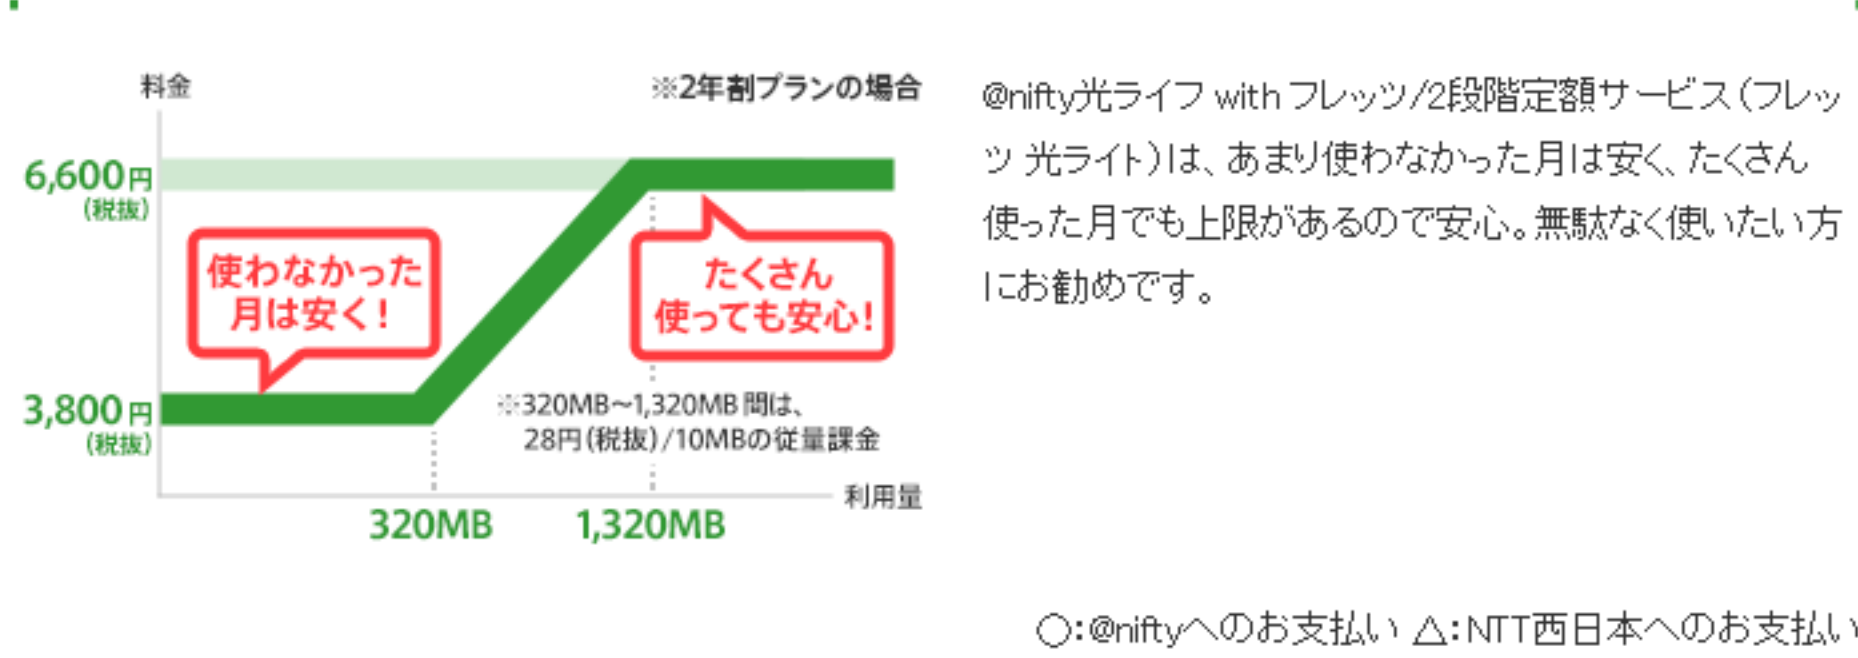 料金
※2年割プランの場合
6,600円
(税抜)
使わなかった
月は安く!
たくさん
使っても安心!
3,800円
(税抜)
※320MB~1,320MB間は、
28円(税抜)/10MBの従量課金
利用量
320MB
1,320MB
@nifty光ライフ with フレッツ/2段階定額サービス(フレッ
ツ 光ライト)は、あまり使わなかった月は安く、たくさん
使った月でも上限があるので安心。無駄なく使いたい方
にお勧めです。
○:@niftyへのお支払い △:NTT西日本へのお支払い